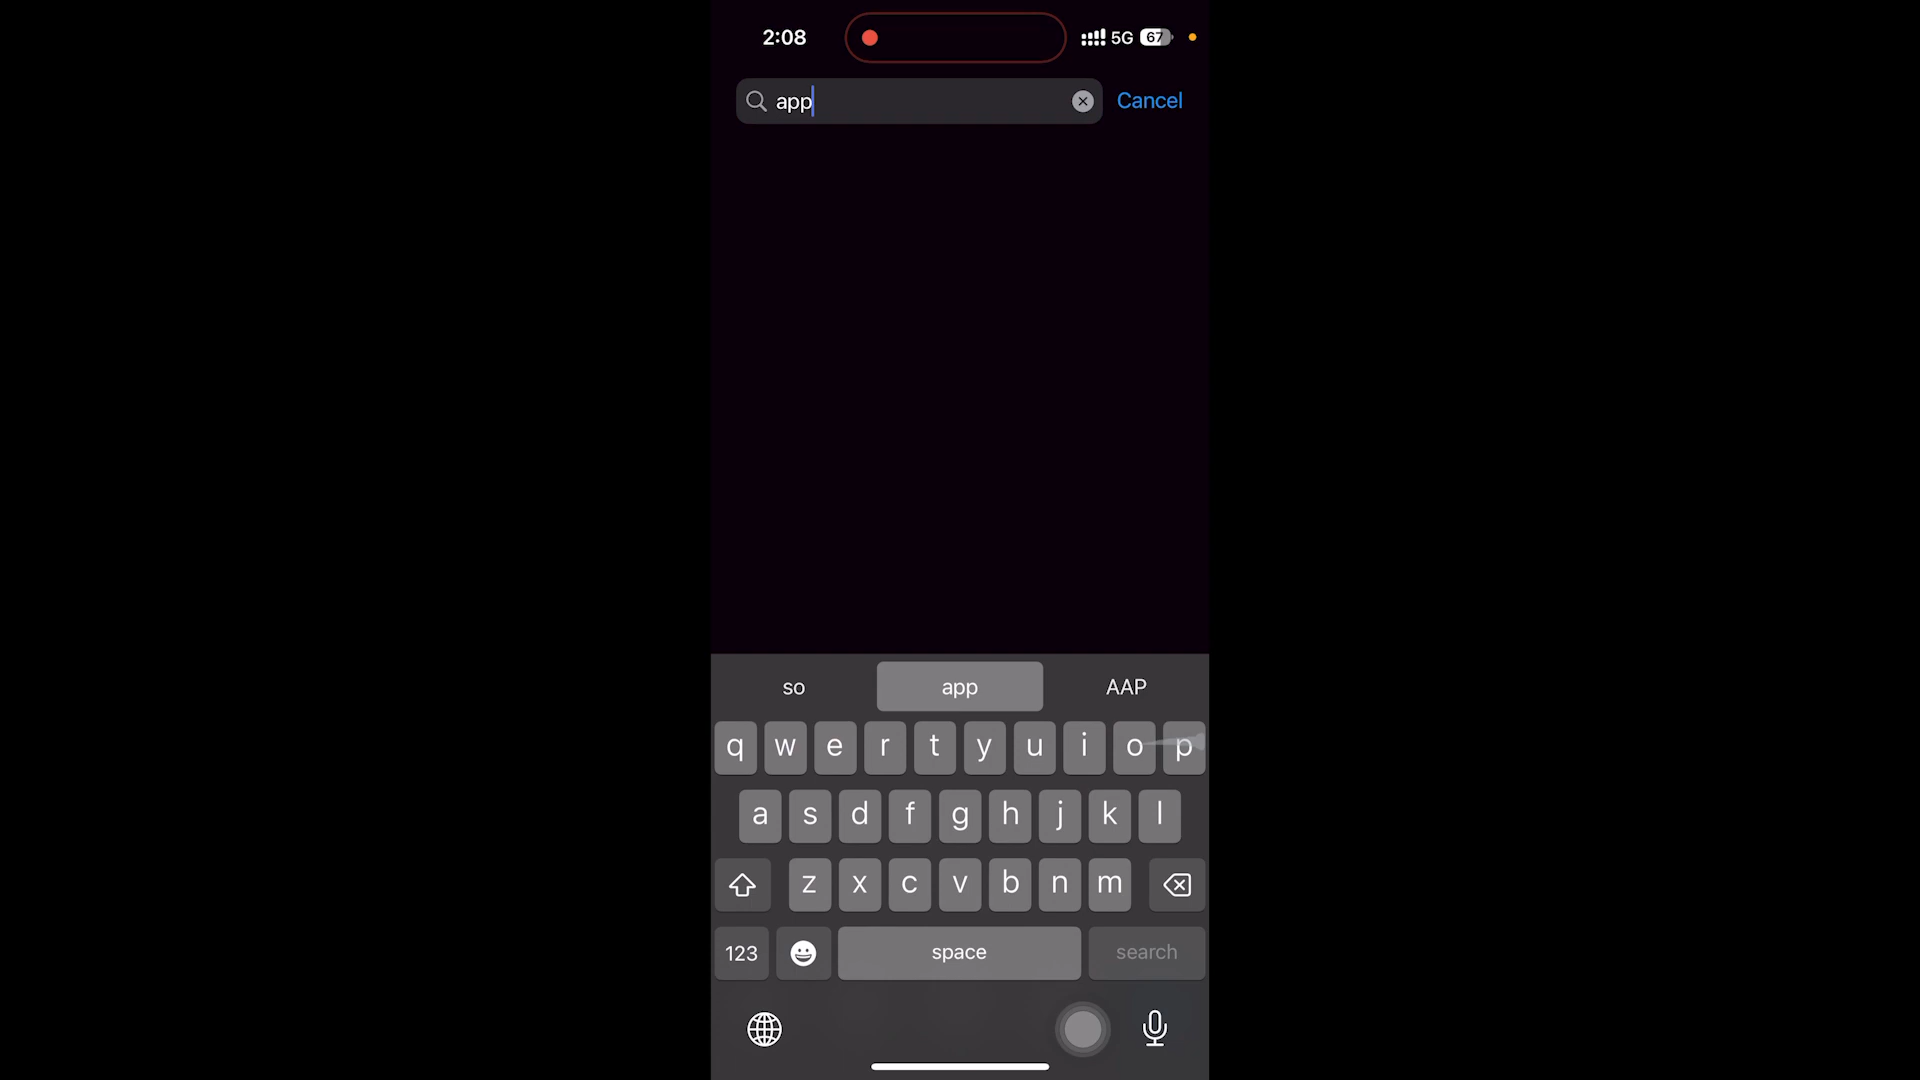 2:08 5G 67
app Cancel
so app AAP
q w e r t y u i o p
a s d f g h j k l
z x c v b n m
123 space search